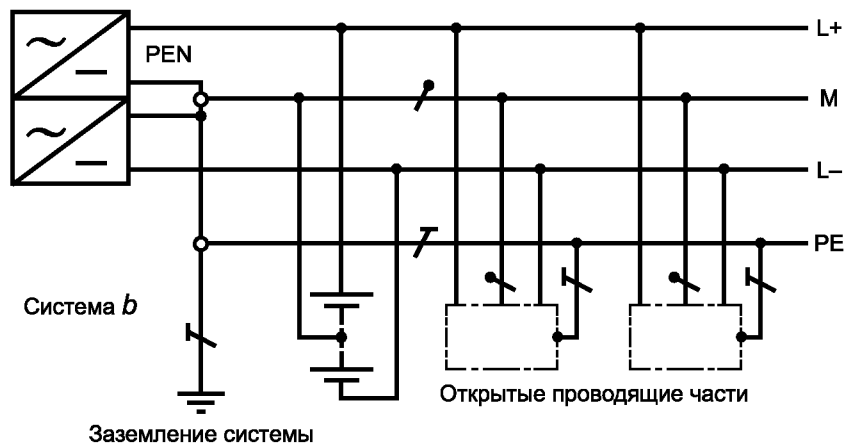 L+
PEN
M
L–
PE
Система b
Открытые проводящие части
Заземление системы